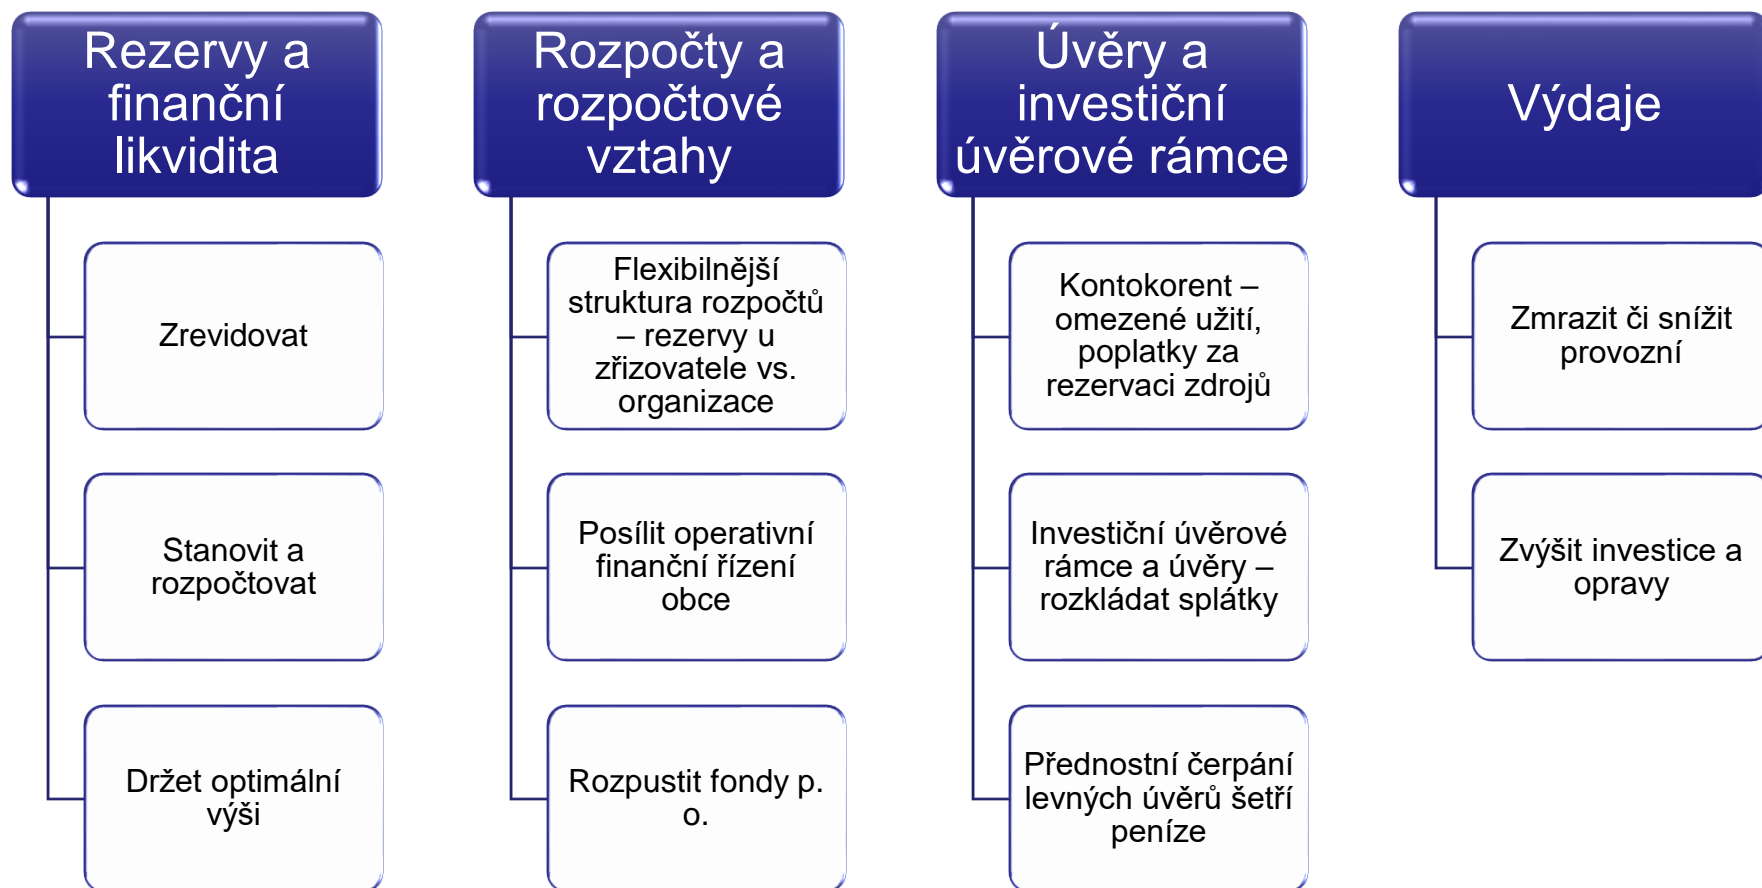 Rezervy a
finanční
likvidita
Zrevidovat
Stanovit a
rozpočtovat
Držet optimální
výši
Rozpočty a
rozpočtové
vztahy
Flexibilnější
struktura rozpočtů
– rezervy u
zřizovatele vs.
organizace
Posílit operativní
finanční řízení
obce
Rozpustit fondy p.
o.
Úvěry a
investiční
úvěrové rámce
Kontokorent –
omezené užití,
poplatky za
rezervaci zdrojů
Investiční úvěrové
rámce a úvěry –
rozkládat splátky
Přednostní čerpání
levných úvěrů šetří
peníze
Výdaje
Zmrazit či snížit
provozní
Zvýšit investice a
opravy